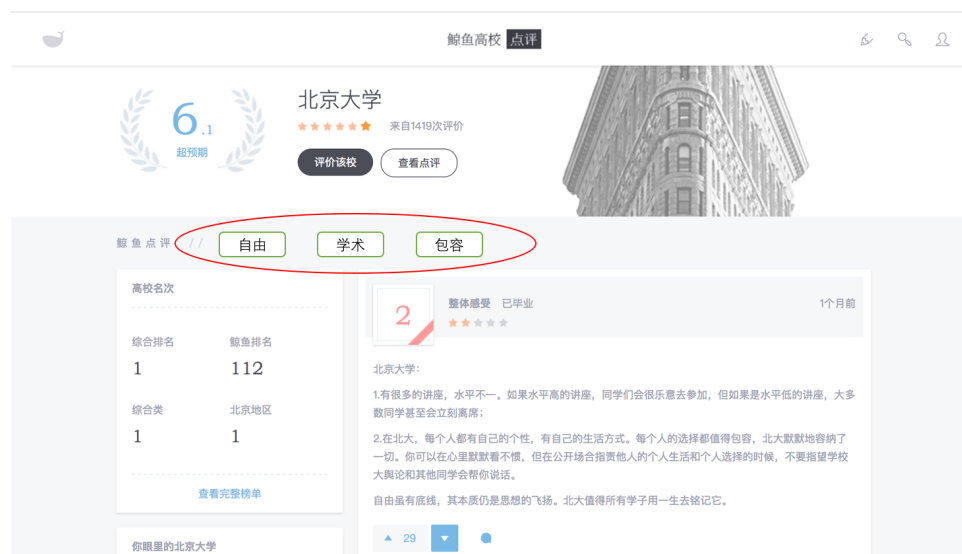 鲸鱼高校 点评
6.1
超预期
北京大学
来自1419次评价
评价该校 查看点评
鲸鱼点评 // 自由 学术 包容
高校名次
综合排名 鲸鱼排名
1 112
综合类 北京地区
1 1
查看完整榜单
你眼里的北京大学
2 整体感受 已毕业 1个月前
北京大学：
1.有很多的讲座，水平不一。如果水平高的讲座，同学们会很乐意去参加，但如果是水平低的讲座，大多
数同学甚至会立刻离席；
2.在北大，每个人都有自己的个性，有自己的生活方式。每个人的选择都值得包容，北大默默地容纳了
一切。你可以在心里默默看不惯，但在公开场合指责他人的个人生活和个人选择的时候，不要指望学校
大舆论和其他同学会帮你说话。
自由虽有底线，其本质仍是思想的飞扬。北大值得所有学子用一生去铭记它。
29